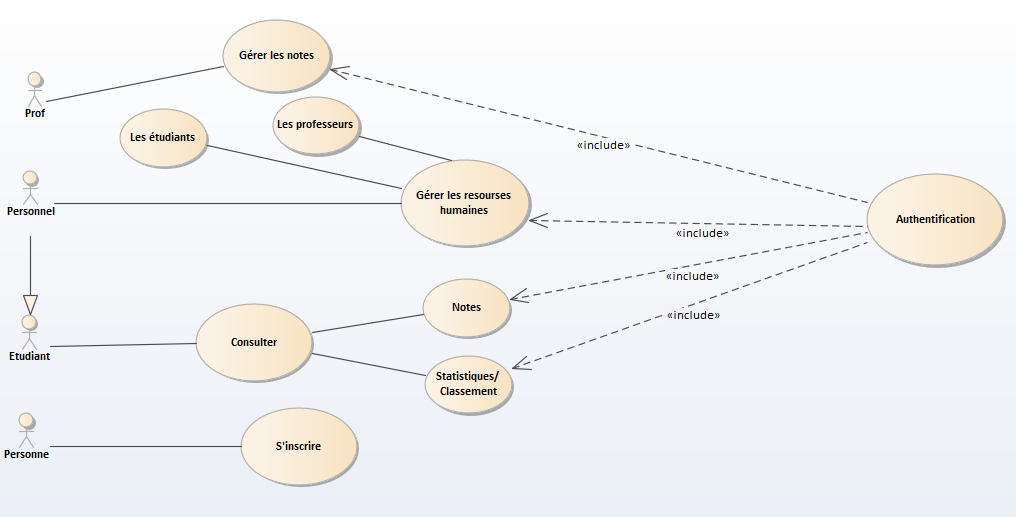 Gérer les notes
Prof
Les professeurs
Les étudiants
«include»
Personnel
Gérer les resourses
humaines
Authentification
«include»
«include»
Notes
«include»
Etudiant
Consulter
Statistiques/
Classement
Personne
S'inscrire